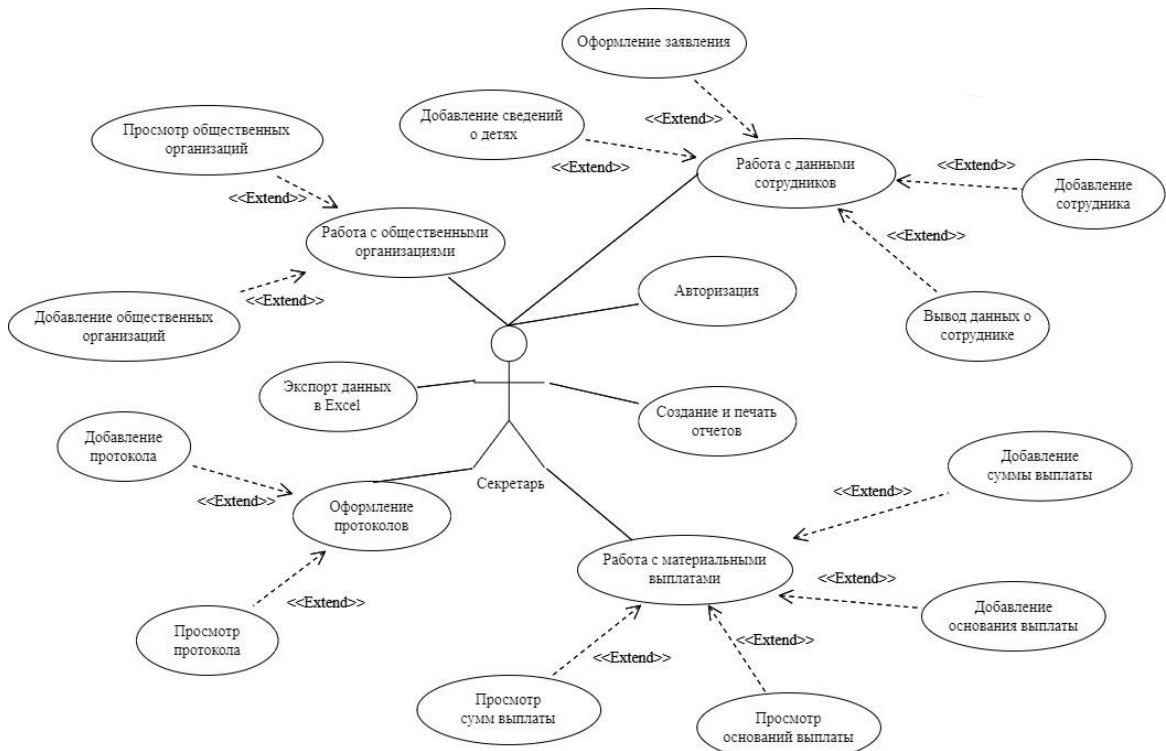 Оформление заявления
<<Extend>>
Добавление сведений
о детях
<<Extend>>
Просмотр общественных
организаций
<<Extend>>
Работа с данными
сотрудников
<<Extend>>
Добавление
сотрудника
<<Extend>>
Работа с общественными
организациями
<<Extend>>
Добавление общественных
организаций
Авторизация
Вывод данных о
сотруднике
Экспорт данных
в Excel
Создание и печать
отчетов
Добавление
протокола
<<Extend>>
Секретарь
Добавление
суммы выплаты
<<Extend>>
Оформление
протоколов
Работа с материальными
выплатами
<<Extend>>
Добавление
основания выплаты
<<Extend>>
Просмотр
протокола
<<Extend>>
<<Extend>>
Просмотр
сумм выплаты
Просмотр
оснований выплаты